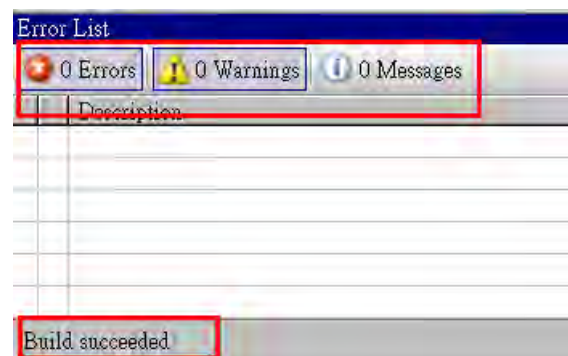 Error List
0 Errors 0 Warnings 0 Messages
Description
Build succeeded